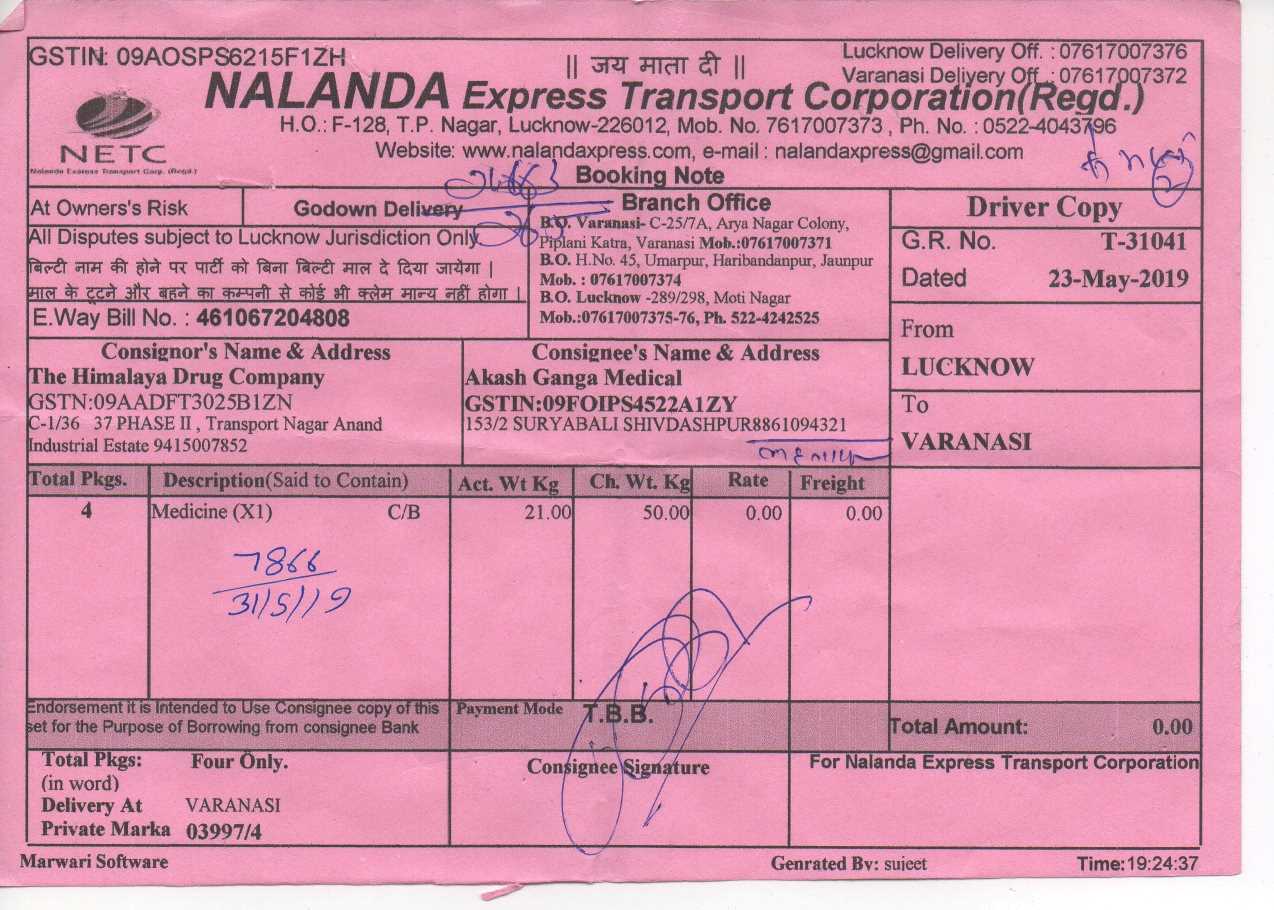 GSTIN: 09AOSPS6215F1ZH
|| जय माता दी ||
Lucknow Delivery Off. : 07617007376
Varanasi Delivery Off. : 07617007372
NALANDA Express Transport Corporation(Regd.)
H.O.: F-128, T.P. Nagar, Lucknow-226012, Mob. No. 7617007373 , Ph. No. : 0522-4043796
Website: www.nalandaxpress.com, e-mail : nalandaxpress@gmail.com
NETC
Nalanda Express Transport Corp. (Regd.)
Booking Note
At Owners's Risk
Godown Delivery
All Disputes subject to Lucknow Jurisdiction Only.
बिल्टी नाम की होने पर पार्टी को बिना बिल्टी माल दे दिया जायेगा |
माल के टूटने और बहने का कम्पनी से कोई भी क्लेम मान्य नहीं होगा |
E.Way Bill No. : 461067204808
Branch Office
B.O. Varanasi- C-25/7A, Arya Nagar Colony,
Piplani Katra, Varanasi Mob.:07617007371
B.O. H.No. 45, Umarpur, Haribandanpur, Jaunpur
Mob. : 07617007374
B.O. Lucknow -289/298, Moti Nagar
Mob.:07617007375-76, Ph. 522-4242525
Driver Copy
G.R. No. T-31041
Dated 23-May-2019
From
LUCKNOW
To
VARANASI
Consignor's Name & Address
The Himalaya Drug Company
GSTN:09AADFT3025B1ZN
C-1/36 37 PHASE II , Transport Nagar Anand
Industrial Estate 9415007852
Consignee's Name & Address
Akash Ganga Medical
GSTIN:09FOIPS4522A1ZY
153/2 SURYABALI SHIVDASHPUR8861094321
Total Pkgs. Description(Said to Contain) Act. Wt Kg Ch. Wt. Kg Rate Freight
4 Medicine (X1) C/B 21.00 50.00 0.00 0.00
7866
31/5/19
Endorsement it is Intended to Use Consignee copy of this
set for the Purpose of Borrowing from consignee Bank
Payment Mode T.B.B.
Total Amount: 0.00
Total Pkgs: Four Only.
(in word)
Delivery At VARANASI
Private Marka 03997/4
Consignee Signature
For Nalanda Express Transport Corporation
Marwari Software
Genrated By: sujeet
Time:19:24:37